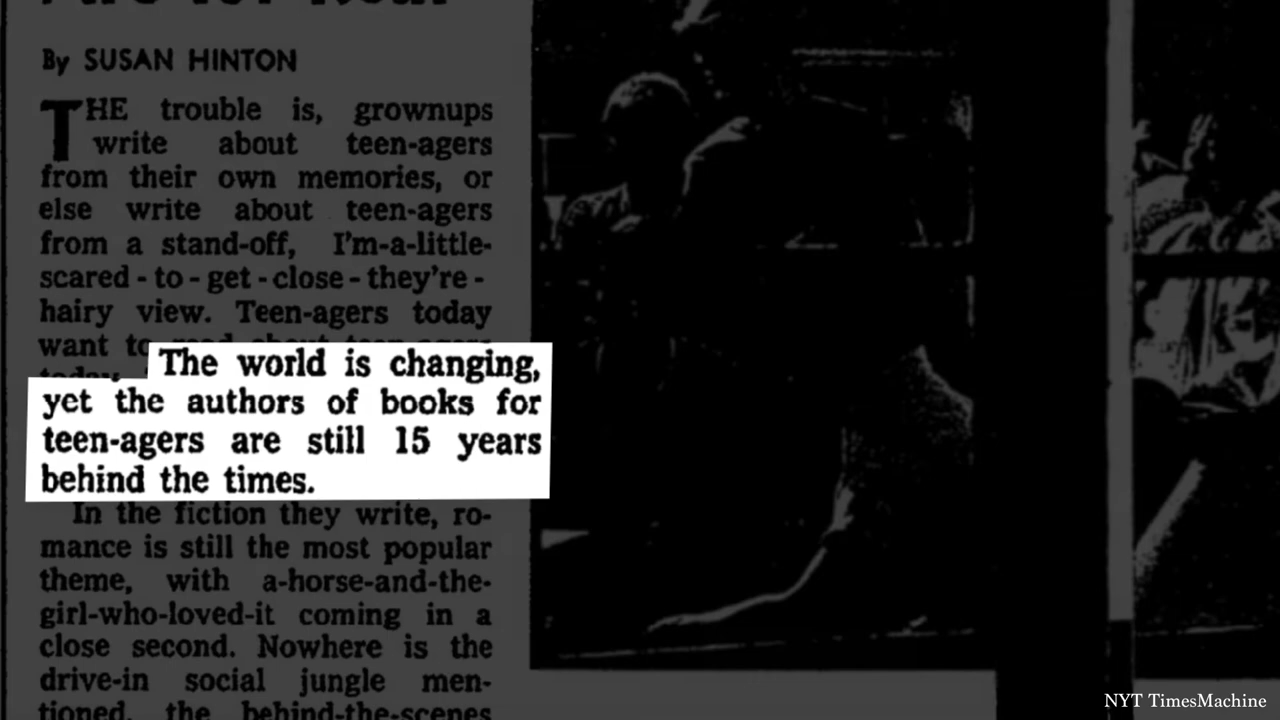 By SUSAN HINTON
THE trouble is, grownups
write about teen-agers
from their own memories, or
else write about teen-agers
from a stand-off, I'm-a-little-
scared - to - get - close - they're -
hairy view. Teen-agers today
want to read about teen-agers
today.
The world is changing,
yet the authors of books for
teen-agers are still 15 years
behind the times.
In the fiction they write, ro-
mance is still the most popular
theme, with a-horse-and-the-
girl-who-loved-it coming in a
close second. Nowhere is the
drive-in social jungle men-
tioned, the behind-the-scenes
NYT TimesMachine